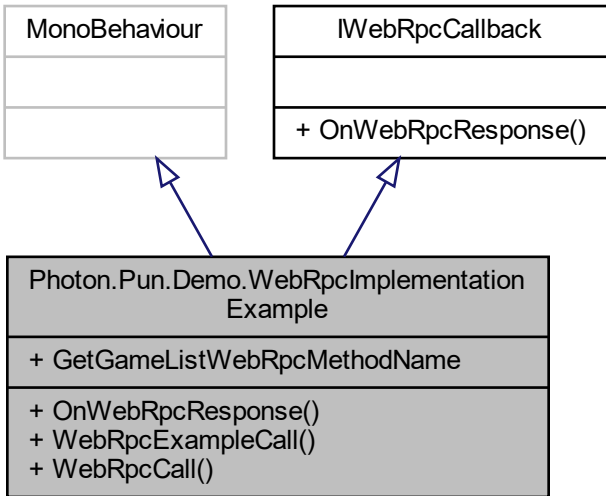 MonoBehaviour
IWebRpcCallback
+ OnWebRpcResponse()
Photon.Pun.Demo.WebRpcImplementation
Example
+ GetGameListWebRpcMethodName
+ OnWebRpcResponse()
+ WebRpcExampleCall()
+ WebRpcCall()